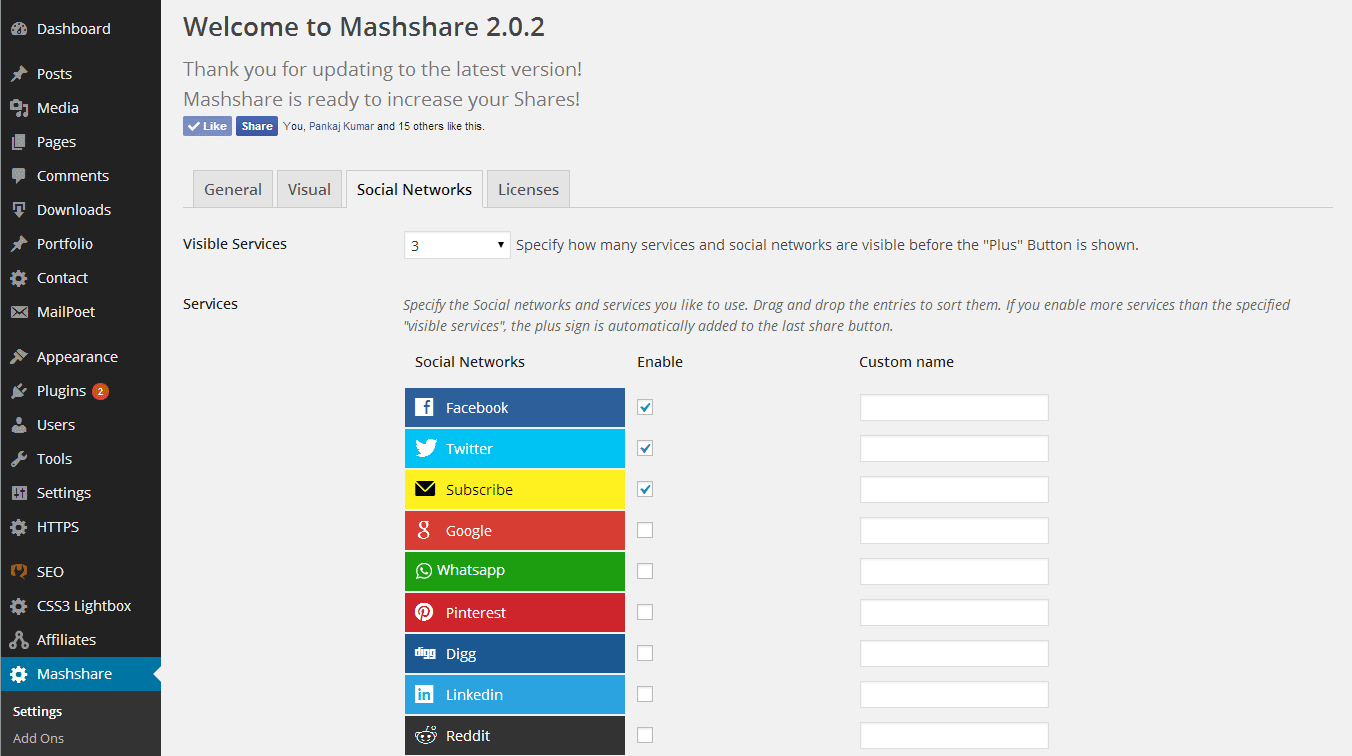 Dashboard
Posts
Media
Pages
Comments
Downloads
Portfolio
Contact
MailPoet
Appearance
Plugins 2
Users
Tools
Settings
HTTPS
SEO
CSS3 Lightbox
Affiliates
Mashshare
Settings
Add Ons
Welcome to Mashshare 2.0.2
Thank you for updating to the latest version!
Mashshare is ready to increase your Shares!
Like Share You, Pankaj Kumar and 15 others like this.
General Visual Social Networks Licenses
Visible Services 3 Specify how many services and social networks are visible before the "Plus" Button is shown.
Services Specify the Social networks and services you like to use. Drag and drop the entries to sort them. If you enable more services than the specified
"visible services", the plus sign is automatically added to the last share button.
Social Networks Enable Custom name
Facebook
Twitter
Subscribe
Google
Whatsapp
Pinterest
digg Digg
in Linkedin
Reddit